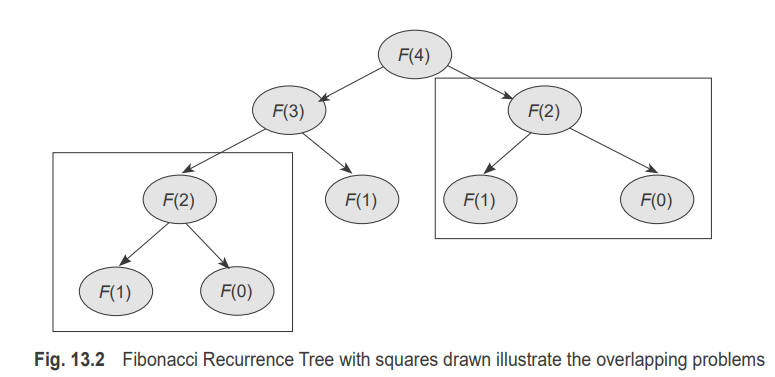 F(4)
F(3)
F(2)
F(2)
F(1)
F(1)
F(0)
F(1)
F(0)
Fig. 13.2 Fibonacci Recurrence Tree with squares drawn illustrate the overlapping problems